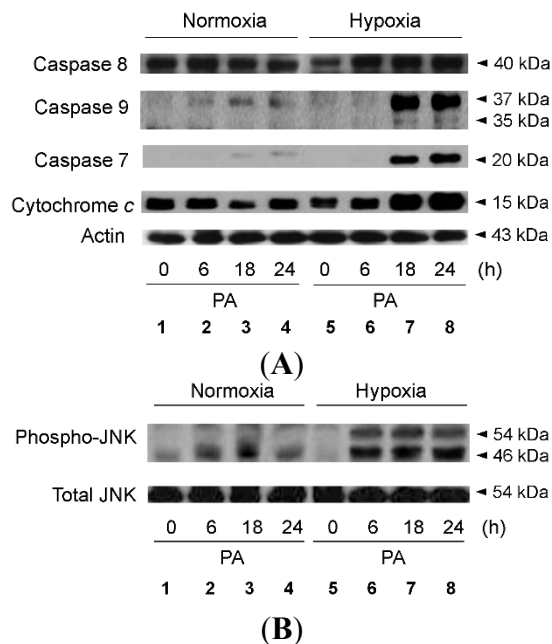 Normoxia Hypoxia
Caspase 8 ◄ 40 kDa
Caspase 9 ◄ 37 kDa
◄ 35 kDa
Caspase 7 ◄ 20 kDa
Cytochrome c ◄ 15 kDa
Actin ◄ 43 kDa
0 6 18 24 0 6 18 24 (h)
PA PA
1 2 3 4 5 6 7 8
(A)
Normoxia Hypoxia
Phospho-JNK ◄ 54 kDa
◄ 46 kDa
Total JNK ◄ 54 kDa
0 6 18 24 0 6 18 24 (h)
PA PA
1 2 3 4 5 6 7 8
(B)